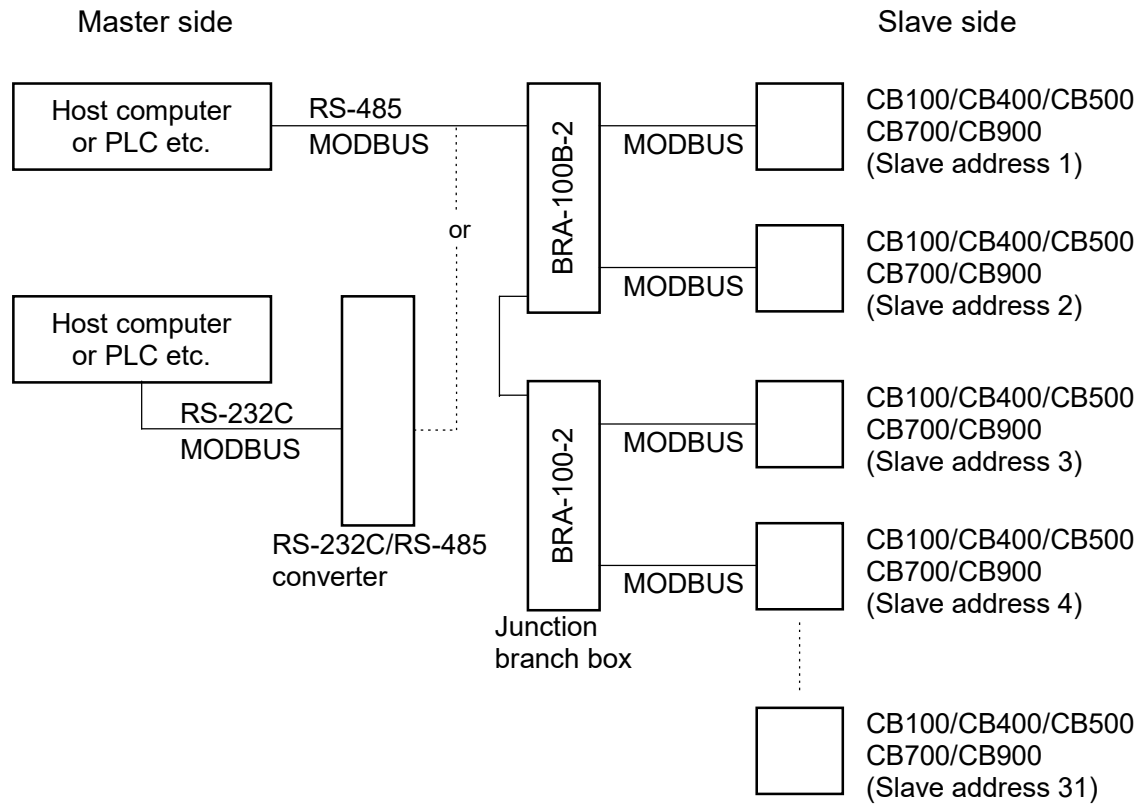 Master side
Slave side
Host computer
or PLC etc.
RS-485
MODBUS
BRA-100B-2
MODBUS
CB100/CB400/CB500
CB700/CB900
(Slave address 1)
or
MODBUS
CB100/CB400/CB500
CB700/CB900
(Slave address 2)
Host computer
or PLC etc.
RS-232C
MODBUS
RS-232C/RS-485
converter
BRA-100-2
MODBUS
CB100/CB400/CB500
CB700/CB900
(Slave address 3)
MODBUS
CB100/CB400/CB500
CB700/CB900
(Slave address 4)
Junction
branch box
CB100/CB400/CB500
CB700/CB900
(Slave address 31)